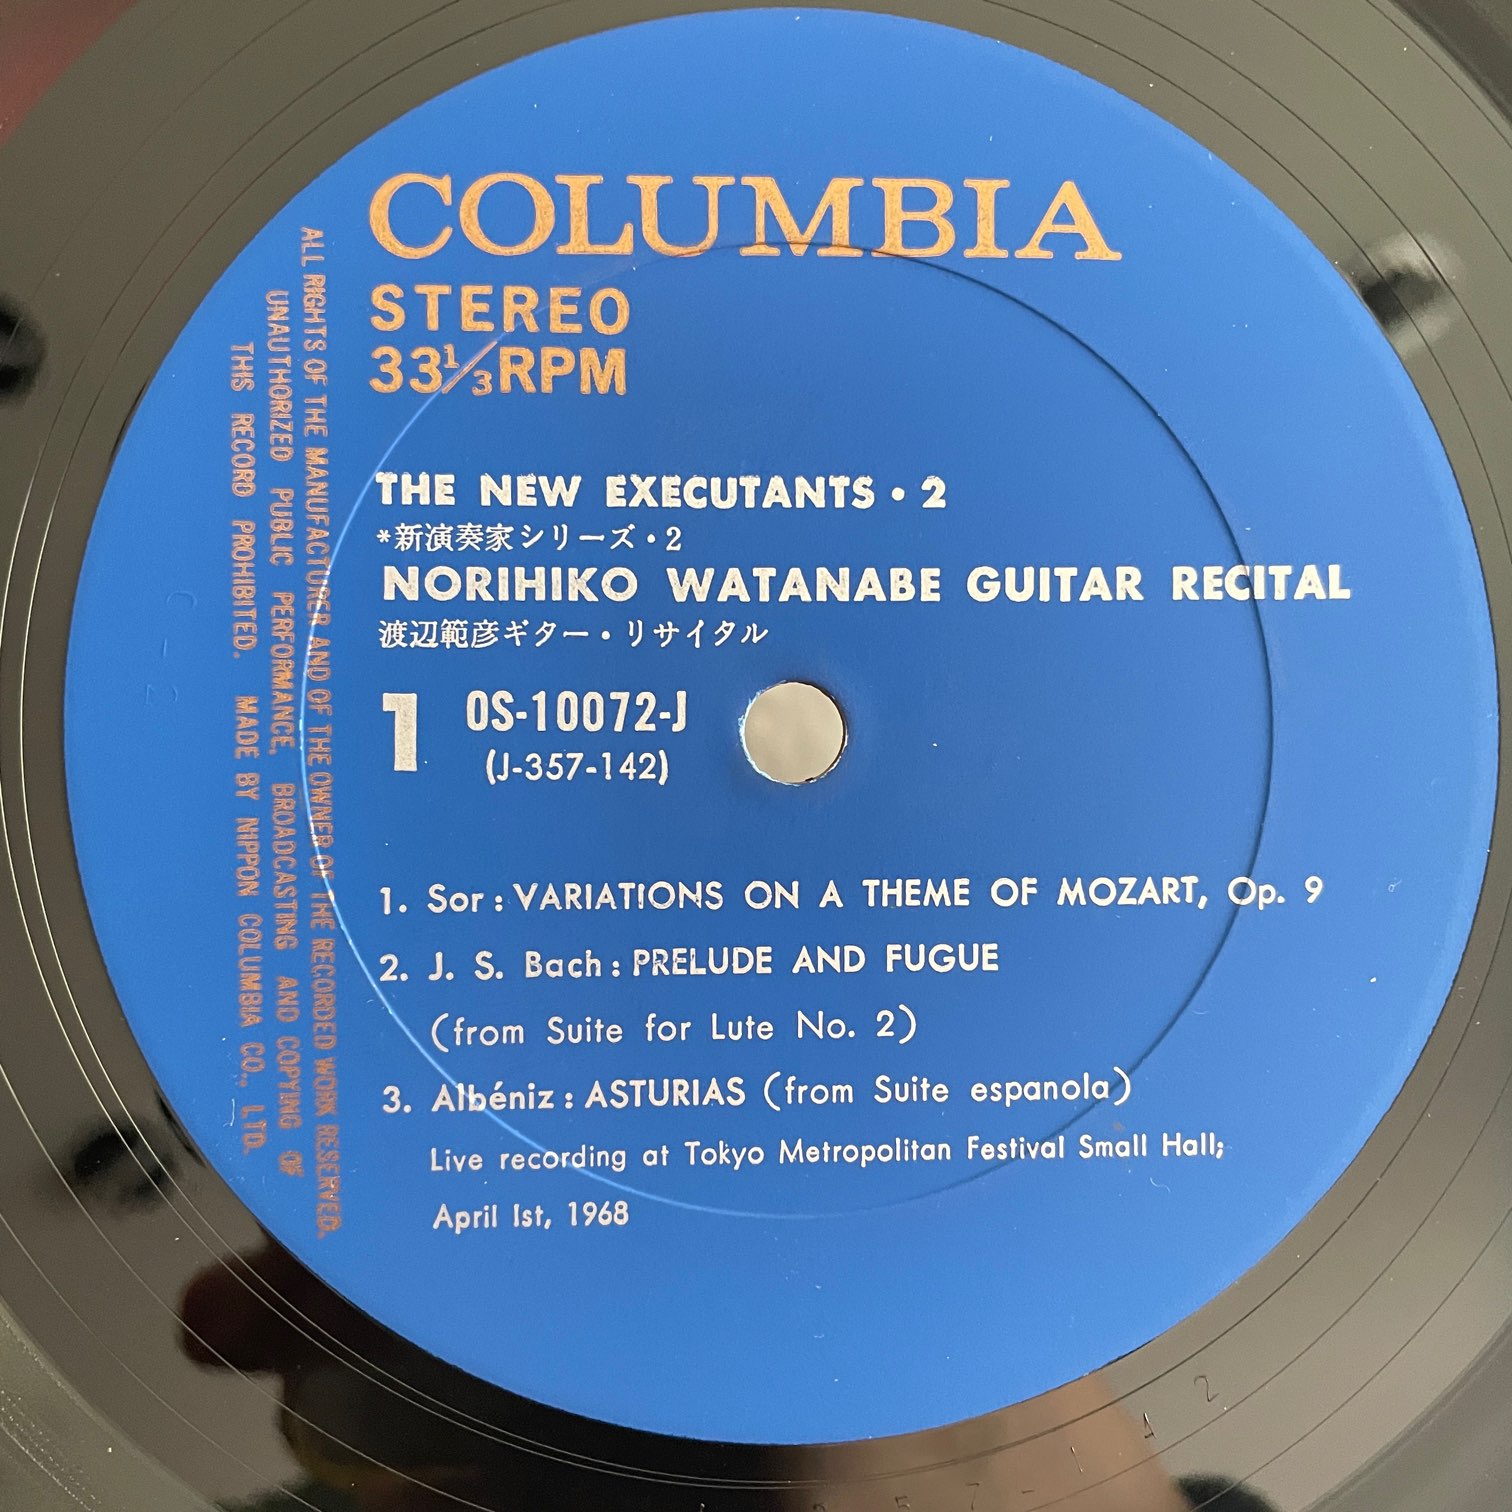 COLUMBIA
STEREO
33 1/3 RPM
THE NEW EXECUTANTS・2
*新演奏家シリーズ・2
NORIHIKO WATANABE GUITAR RECITAL
渡辺範彦ギター・リサイタル
1 OS-10072-J
(J-357-142)
1. Sor : VARIATIONS ON A THEME OF MOZART, Op. 9
2. J. S. Bach : PRELUDE AND FUGUE
(from Suite for Lute No. 2)
3. Albéniz : ASTURIAS (from Suite espanola)
Live recording at Tokyo Metropolitan Festival Small Hall;
April 1st, 1968
ALL RIGHTS OF THE MANUFACTURER AND OF THE OWNER OF THE RECORDED WORK RESERVED.
UNAUTHORIZED PUBLIC PERFORMANCE, BROADCASTING AND COPYING OF
THIS RECORD PROHIBITED. MADE BY NIPPON COLUMBIA CO., LTD.